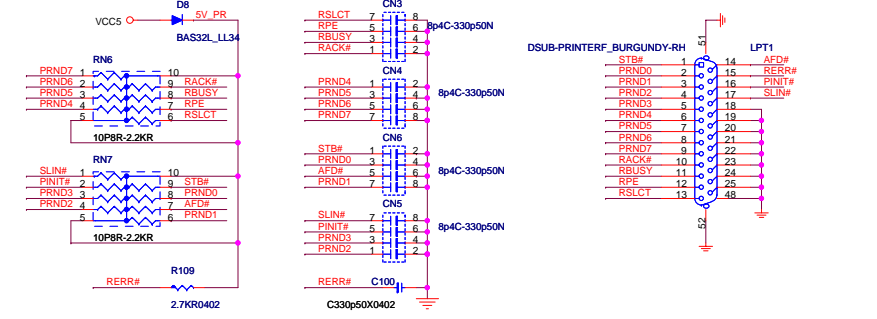 D8
VCC5
5V_PR
BAS32L_LL34
RN6
PRND7 1 10
PRND6 2 9 RACK#
PRND5 3 8 RBUSY
PRND4 4 7 RPE
5 6 RSLCT
10P8R-2.2KR
RN7
SLIN# 1 10
PINIT# 2 9 STB#
PRND3 3 8 PRND0
PRND2 4 7 AFD#
5 6 PRND1
10P8R-2.2KR
R109
RERR#
2.7KR0402
CN3
RSLCT 7 8
RPE 5 6
RBUSY 3 4
RACK# 1 2
8p4C-330p50N
CN4
PRND4 1 2
PRND5 3 4
PRND6 5 6
PRND7 7 8
8p4C-330p50N
CN6
STB# 1 2
PRND0 3 4
AFD# 5 6
PRND1 7 8
8p4C-330p50N
CN5
SLIN# 7 8
PINIT# 5 6
PRND3 3 4
PRND2 1 2
8p4C-330p50N
RERR# C100
C330p50X0402
DSUB-PRINTERF_BURGUNDY-RH
51
LPT1
STB# 1 14 AFD#
PRND0 2 15 RERR#
PRND1 3 16 PINIT#
PRND2 4 17 SLIN#
PRND3 5 18
PRND4 6 19
PRND5 7 20
PRND6 8 21
PRND7 9 22
RACK# 10 23
RBUSY 11 24
RPE 12 25
RSLCT 13 48
52